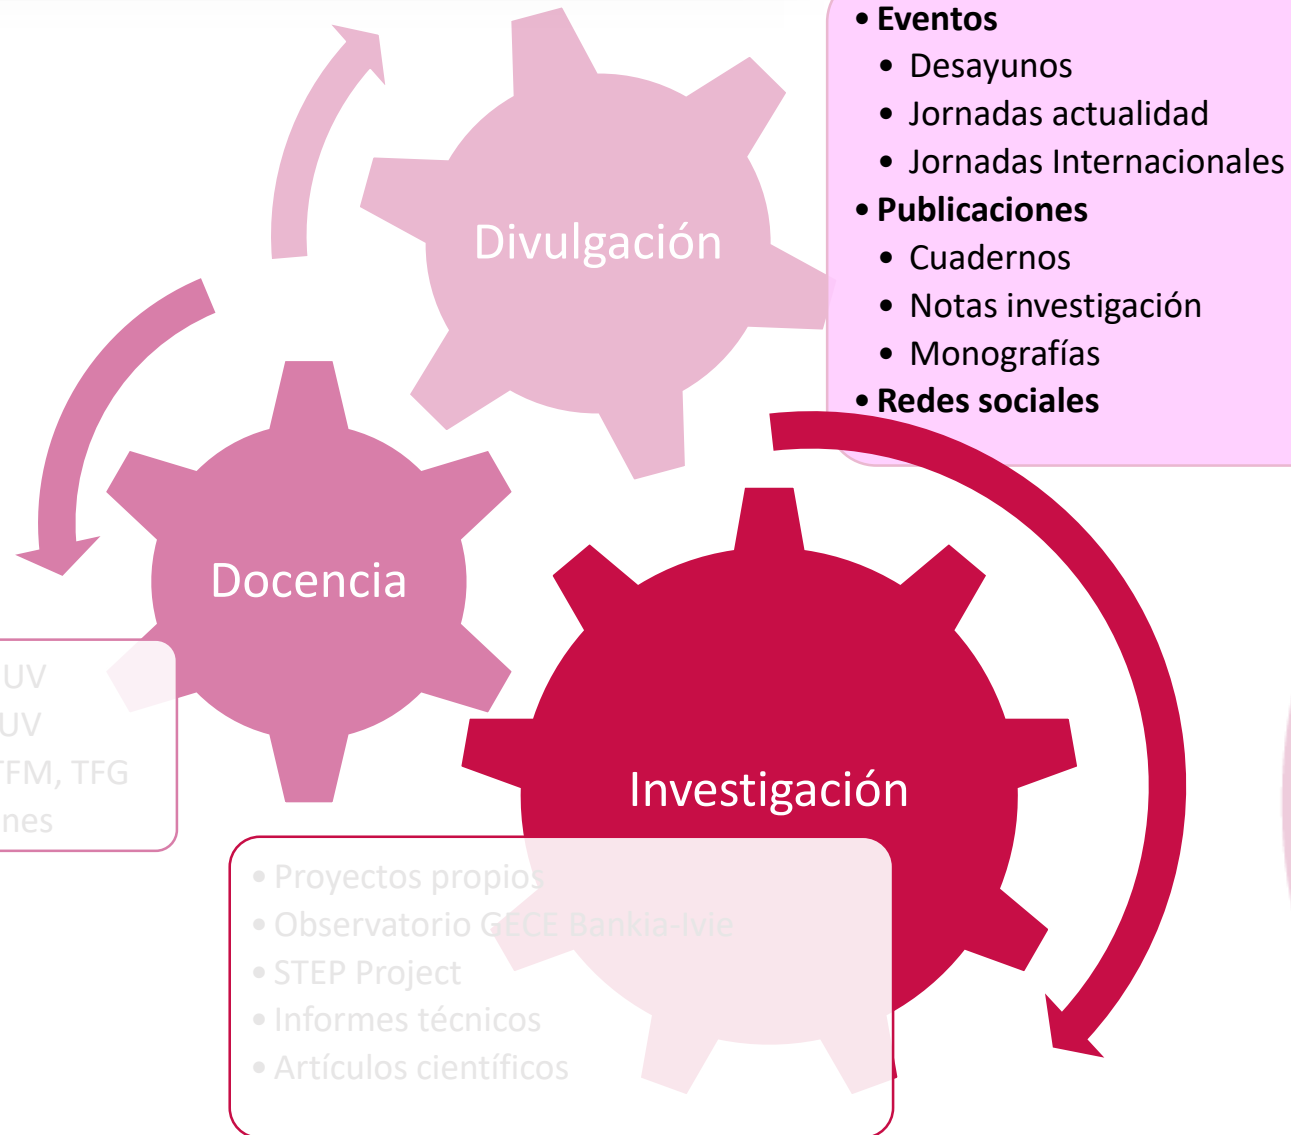 • Eventos
• Desayunos
• Jornadas actualidad
• Jornadas Internacionales
• Publicaciones
• Cuadernos
• Notas investigación
• Monografías
• Redes sociales
Divulgación
Docencia
UV
UV
TFM, TFG
nes
Investigación
• Proyectos propios
• Observatorio GECE Bankia-Ivie
• STEP Project
• Informes técnicos
• Artículos científicos